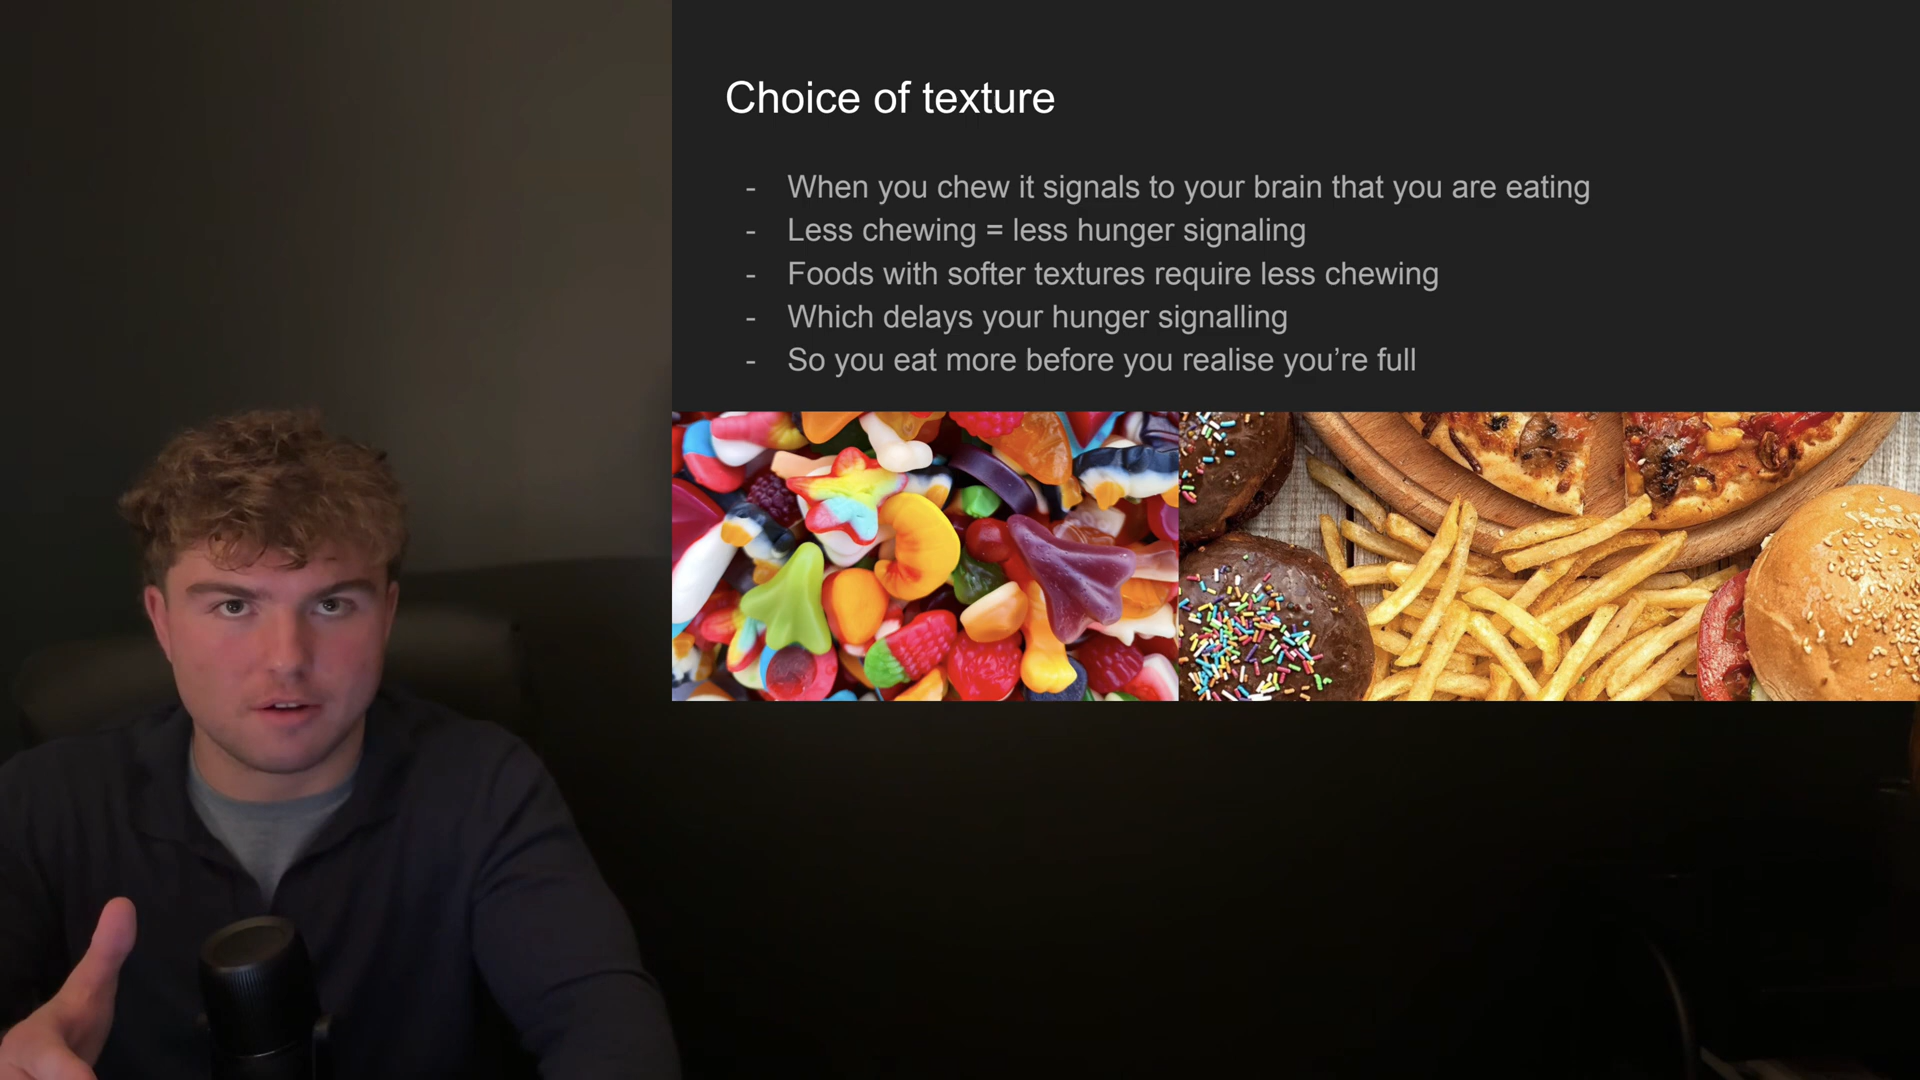 Choice of texture
- When you chew it signals to your brain that you are eating
- Less chewing = less hunger signaling
- Foods with softer textures require less chewing
- Which delays your hunger signalling
- So you eat more before you realise you’re full